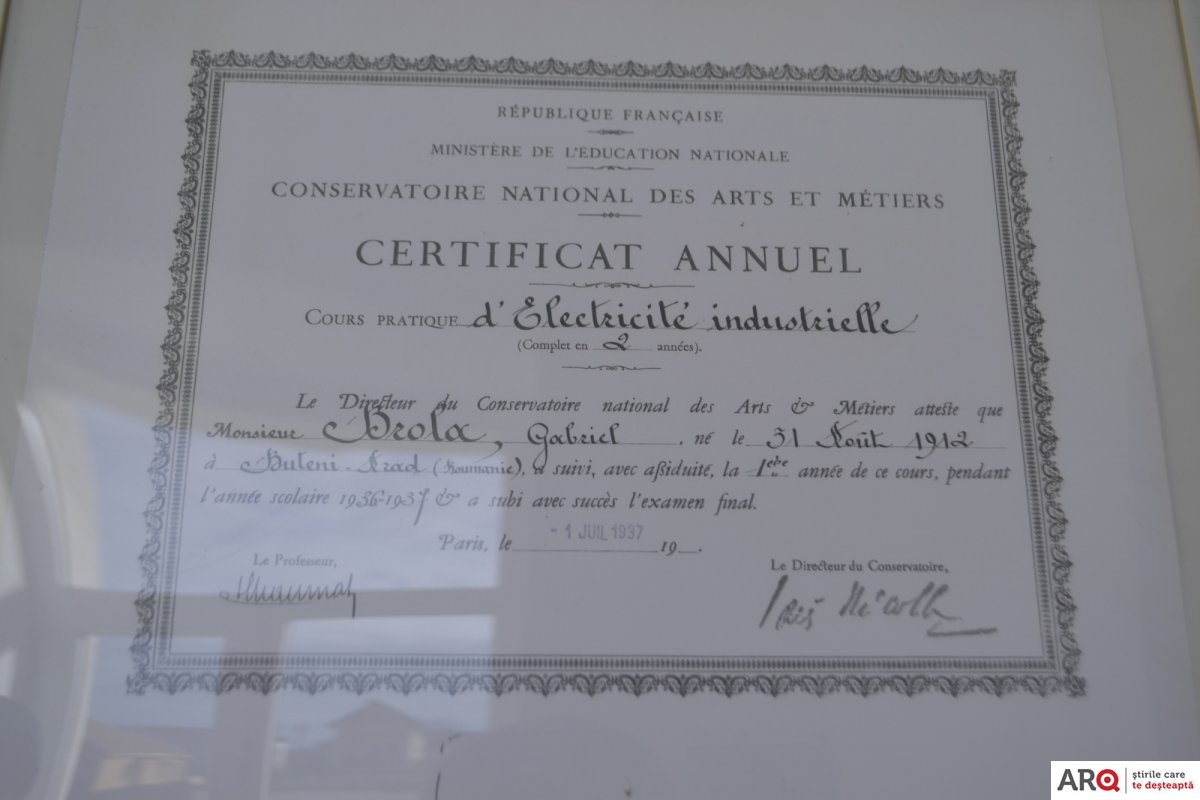 RÉPUBLIQUE FRANÇAISE
MINISTÈRE DE L'EDUCATION NATIONALE
CONSERVATOIRE NATIONAL DES ARTS ET MÉTIERS
CERTIFICAT ANNUEL
COURS PRATIQUE d'Electricité industrielle
(Complet en 2 années).
Le Directeur du Conservatoire national des Arts & Métiers atteste que
Monsieur Brola, Gabriel , né le 31 Août 1912
à Buteni-Arad (Roumanie), a suivi, avec assiduité, la 1ère année de ce cours, pendant
l'année scolaire 1936-1937 & a subi avec succès l'examen final.
Paris, le - 1 JUIL 1937 19 .
Le Professeur,
Le Directeur du Conservatoire,
ARQ știrile care
te deșteaptă